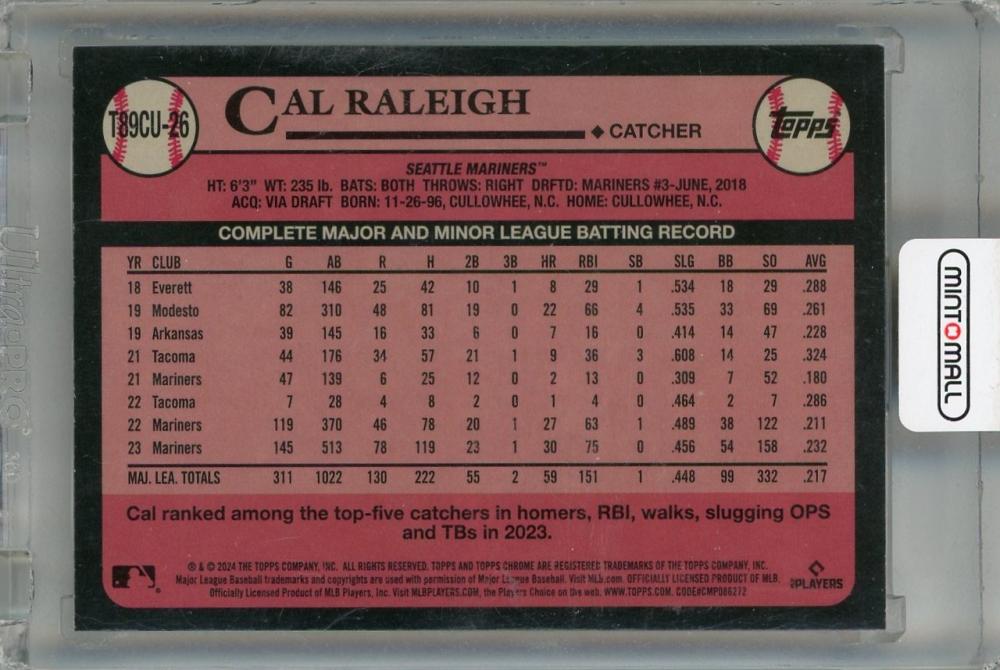 T89CU-26
CAL RALEIGH
◆ CATCHER
topps
SEATTLE MARINERS™
HT: 6'3" WT: 235 lb. BATS: BOTH THROWS: RIGHT DRFTD: MARINERS #3-JUNE, 2018
ACQ: VIA DRAFT BORN: 11-26-96, CULLOWHEE, N.C. HOME: CULLOWHEE, N.C.
COMPLETE MAJOR AND MINOR LEAGUE BATTING RECORD
YR CLUB G AB R H 2B 3B HR RBI SB SLG BB SO AVG
18 Everett 38 146 25 42 10 1 8 29 1 .534 18 29 .288
19 Modesto 82 310 48 81 19 0 22 66 4 .535 33 69 .261
19 Arkansas 39 145 16 33 6 0 7 16 0 .414 14 47 .228
21 Tacoma 44 176 34 57 21 1 9 36 3 .608 14 25 .324
21 Mariners 47 139 6 25 12 0 2 13 0 .309 7 52 .180
22 Tacoma 7 28 4 8 2 0 1 4 0 .464 2 7 .286
22 Mariners 119 370 46 78 20 1 27 63 1 .489 38 122 .211
23 Mariners 145 513 78 119 23 1 30 75 0 .456 54 158 .232
MAJ. LEA. TOTALS 311 1022 130 222 55 2 59 151 1 .448 99 332 .217
Cal ranked among the top-five catchers in homers, RBI, walks, slugging OPS
and TBs in 2023.
® & © 2024 THE TOPPS COMPANY, INC. ALL RIGHTS RESERVED. TOPPS AND TOPPS CHROME ARE REGISTERED TRADEMARKS OF THE TOPPS COMPANY, INC.
Major League Baseball trademarks and copyrights are used with permission of Major League Baseball. Visit MLB.com. OFFICIALLY LICENSED PRODUCT OF MLB
Officially Licensed Product of MLB Players, Inc. Visit MLBPLAYERS.COM, the Players Choice on the web. WWW.TOPPS.COM. CODE#CMP086272
PLAYERS
MINTOMALL
UltraPRO